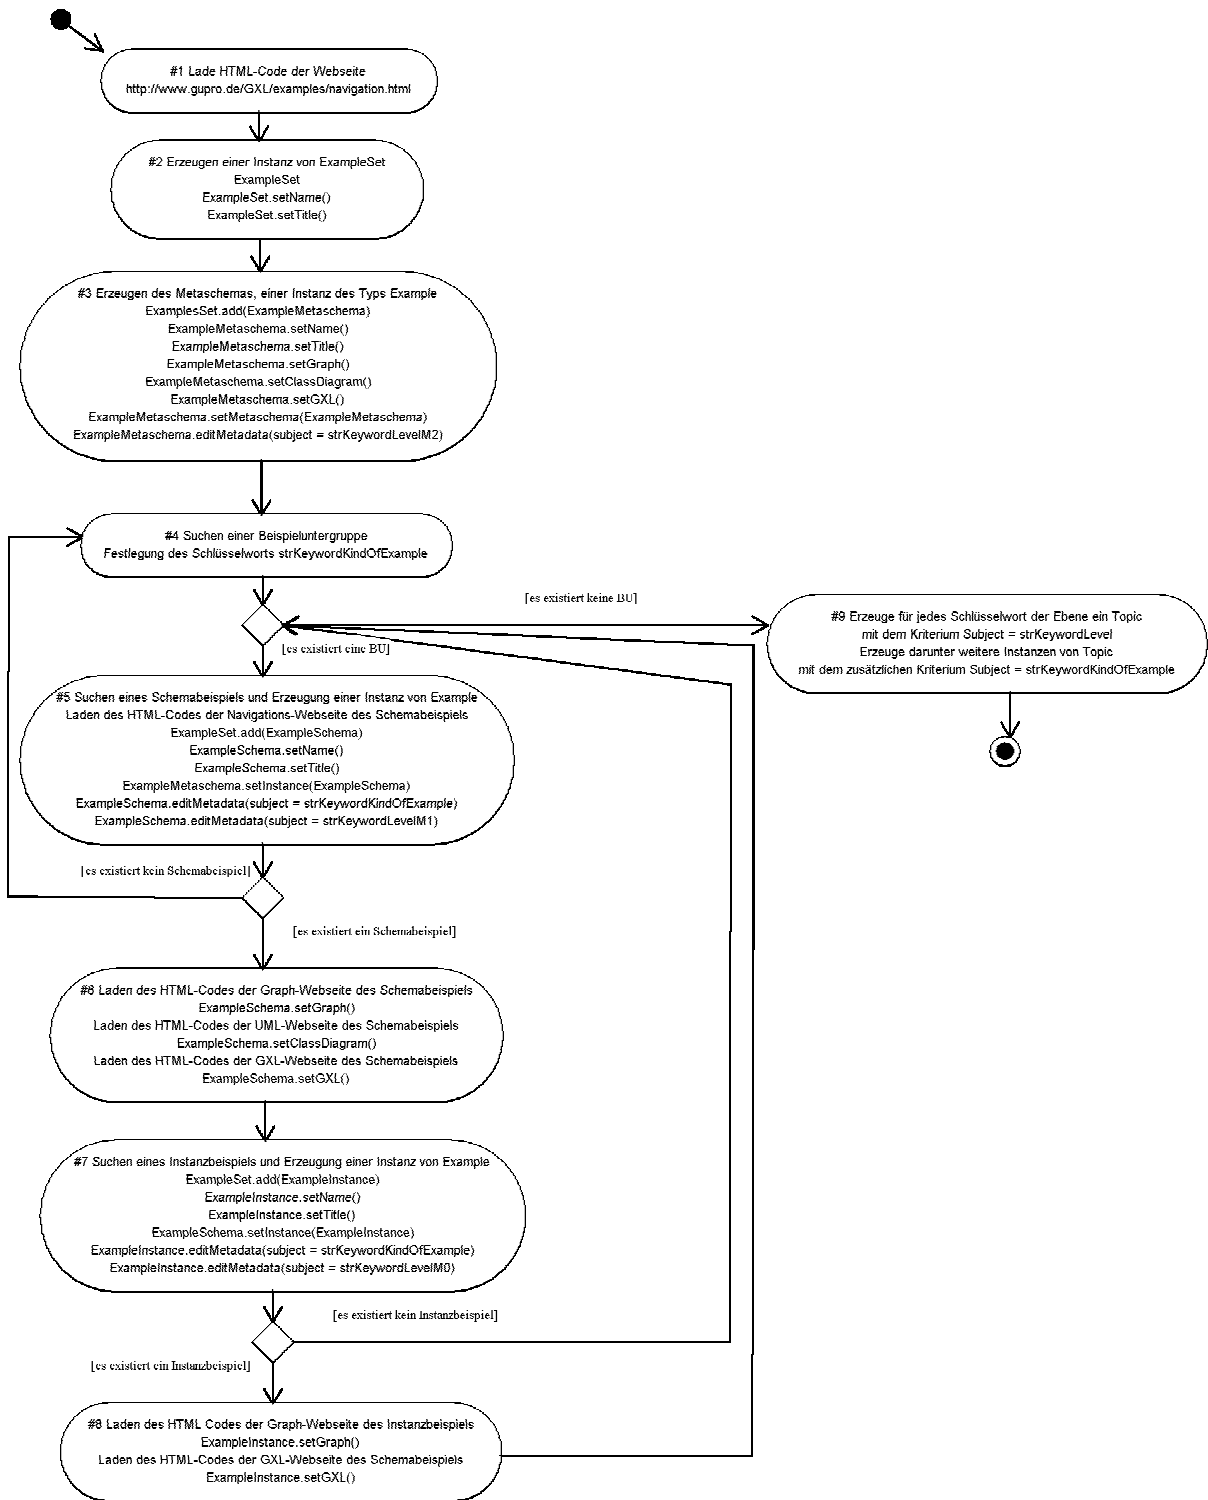 #1 Lade HTML-Code der Webseite
http://www.gupro.de/GXL/examples/navigation.html
#2 Erzeugen einer Instanz von ExampleSet
ExampleSet
ExampleSet.setName()
ExampleSet.setTitle()
#3 Erzeugen des Metaschemas, einer Instanz des Typs Example
ExamplesSet.add(ExampleMetaschema)
ExampleMetaschema.setName()
ExampleMetaschema.setTitle()
ExampleMetaschema.setGraph()
ExampleMetaschema.setClassDiagram()
ExampleMetaschema.setGXL()
ExampleMetaschema.setMetaschema(ExampleMetaschema)
ExampleMetaschema.editMetadata(subject = strKeywordLevelM2)
#4 Suchen einer Beispieluntergruppe
Festlegung des Schlüsselworts strKeywordKindOfExample
[es existiert keine BU]
#9 Erzeuge für jedes Schlüsselwort der Ebene ein Topic
mit dem Kriterium Subject = strKeywordLevel
Erzeuge darunter weitere Instanzen von Topic
mit dem zusätzlichen Kriterium Subject = strKeywordKindOfExample
[es existiert eine BU]
#5 Suchen eines Schemabeispiels und Erzeugung einer Instanz von Example
Laden des HTML-Codes der Navigations-Webseite des Schemabeispiels
ExampleSet.add(ExampleSchema)
ExampleSchema.setName()
ExampleSchema.setTitle()
ExampleMetaschema.setInstance(ExampleSchema)
ExampleSchema.editMetadata(subject = strKeywordKindOfExample)
ExampleSchema.editMetadata(subject = strKeywordLevelM1)
[es existiert kein Schemabeispiel]
[es existiert ein Schemabeispiel]
#6 Laden des HTML-Codes der Graph-Webseite des Schemabeispiels
ExampleSchema.setGraph()
Laden des HTML-Codes der UML-Webseite des Schemabeispiels
ExampleSchema.setClassDiagram()
Laden des HTML-Codes der GXL-Webseite des Schemabeispiels
ExampleSchema.setGXL()
#7 Suchen eines Instanzbeispiels und Erzeugung einer Instanz von Example
ExampleSet.add(ExampleInstance)
ExampleInstance.setName()
ExampleInstance.setTitle()
ExampleSchema.setInstance(ExampleInstance)
ExampleInstance.editMetadata(subject = strKeywordKindOfExample)
ExampleInstance.editMetadata(subject = strKeywordLevelM0)
[es existiert kein Instanzbeispiel]
[es existiert ein Instanzbeispiel]
#8 Laden des HTML Codes der Graph-Webseite des Instanzbeispiels
ExampleInstance.setGraph()
Laden des HTML-Codes der GXL-Webseite des Schemabeispiels
ExampleInstance.setGXL()